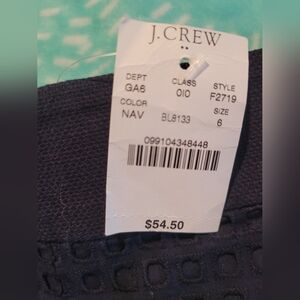 J.CREW
DEPT CLASS STYLE
GA6 010 F2719
COLOR SIZE
NAV BL8133 6
099104348448
$54.50